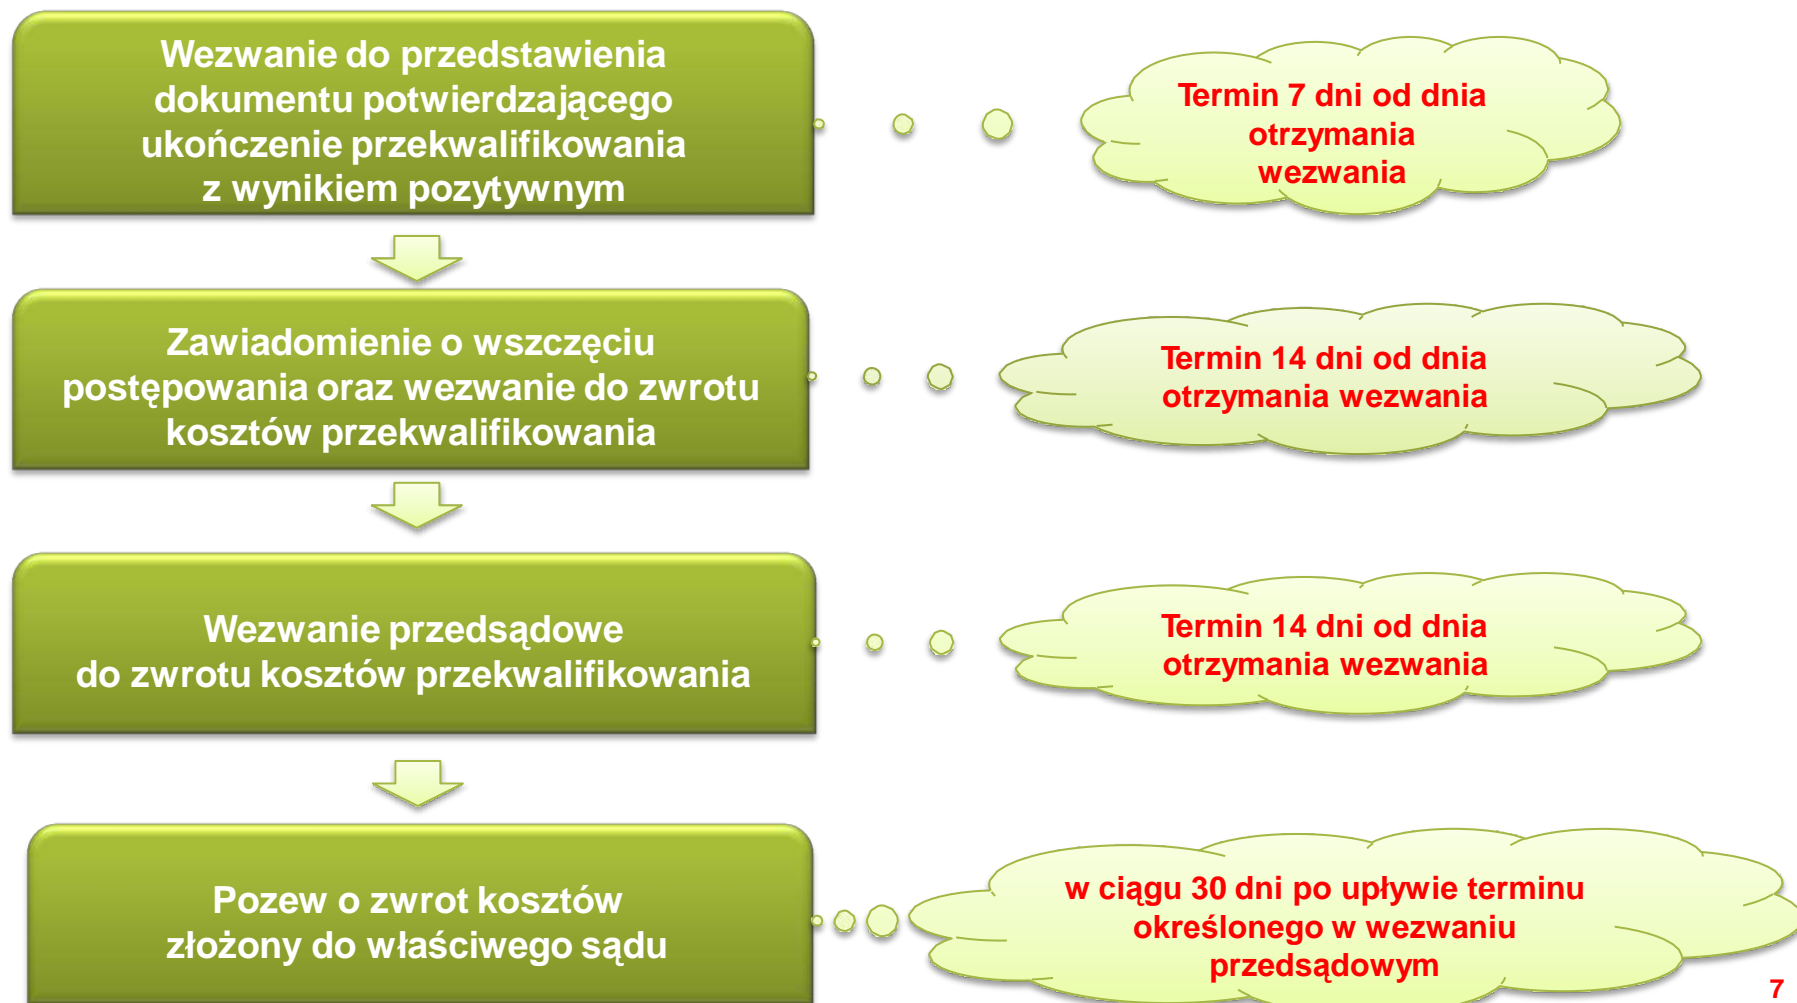 Wezwanie do przedstawienia
dokumentu potwierdzającego
ukończenie przekwalifikowania
z wynikiem pozytywnym
Termin 7 dni od dnia
otrzymania
wezwania
Zawiadomienie o wszczęciu
postępowania oraz wezwanie do zwrotu
kosztów przekwalifikowania
Termin 14 dni od dnia
otrzymania wezwania
Wezwanie przedsądowe
do zwrotu kosztów przekwalifikowania
Termin 14 dni od dnia
otrzymania wezwania
Pozew o zwrot kosztów
złożony do właściwego sądu
w ciągu 30 dni po upływie terminu
określonego w wezwaniu
przedsądowym
7